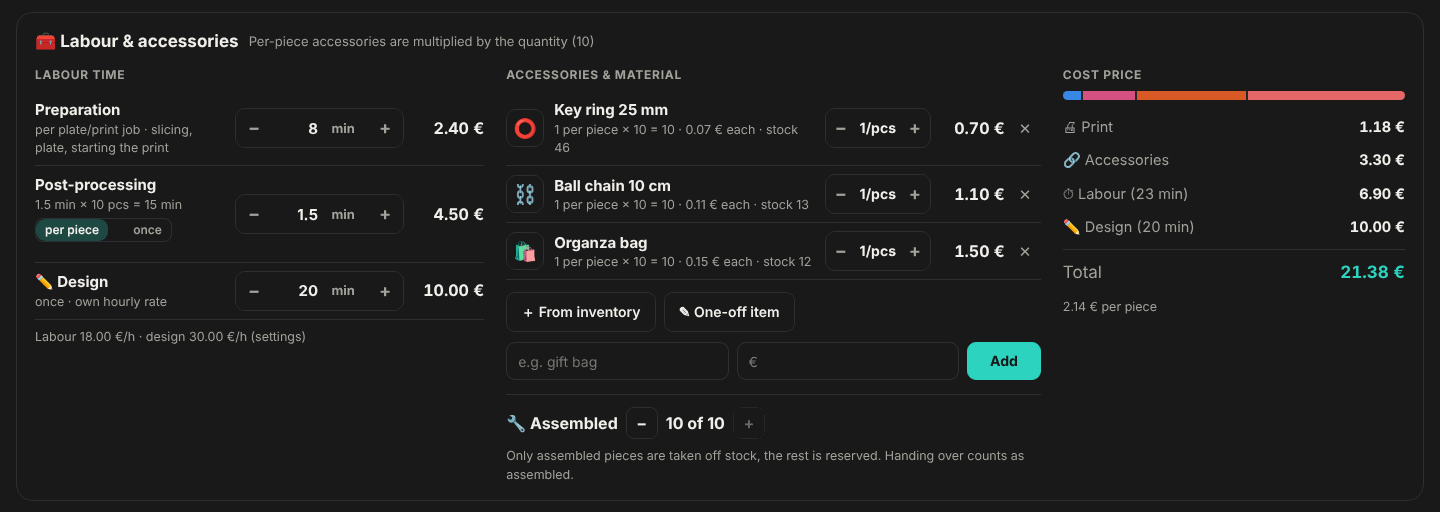 🧰 Labour & accessories Per-piece accessories are multiplied by the quantity (10)
LABOUR TIME
Preparation
per plate/print job · slicing,
plate, starting the print
− 8 min + 2.40 €
Post-processing
1.5 min × 10 pcs = 15 min
per piece once
− 1.5 min + 4.50 €
✏️ Design
once · own hourly rate
− 20 min + 10.00 €
Labour 18.00 €/h · design 30.00 €/h (settings)
ACCESSORIES & MATERIAL
Key ring 25 mm
1 per piece × 10 = 10 · 0.07 € each · stock
46
− 1/pcs + 0.70 € ×
Ball chain 10 cm
1 per piece × 10 = 10 · 0.11 € each · stock 13
− 1/pcs + 1.10 € ×
Organza bag
1 per piece × 10 = 10 · 0.15 € each · stock 12
− 1/pcs + 1.50 € ×
+ From inventory ✎ One-off item
e.g. gift bag € Add
🔧 Assembled − 10 of 10 +
Only assembled pieces are taken off stock, the rest is reserved. Handing over counts as
assembled.
COST PRICE
🖨 Print 1.18 €
🔗 Accessories 3.30 €
⏱ Labour (23 min) 6.90 €
✏️ Design (20 min) 10.00 €
Total 21.38 €
2.14 € per piece